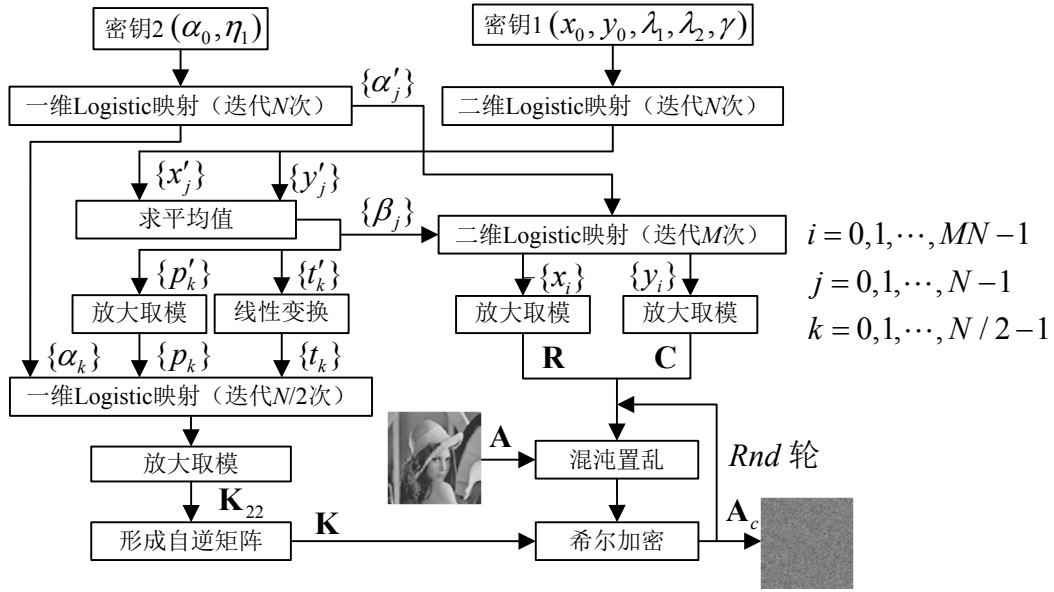 密钥2 (α₀, η₁)
密钥1 (x₀, y₀, λ₁, λ₂, γ)
{α′ⱼ}
一维Logistic映射（迭代N次）
二维Logistic映射（迭代N次）
{x′ⱼ}
{y′ⱼ}
求平均值
{βⱼ}
二维Logistic映射（迭代M次）
i = 0,1,⋯,MN −1
{p′ₖ}
{t′ₖ}
{xᵢ}
{yᵢ}
j = 0,1,⋯,N −1
放大取模
线性变换
放大取模
放大取模
k = 0,1,⋯,N / 2 −1
{αₖ}
{pₖ}
{tₖ}
R
C
一维Logistic映射（迭代N/2次）
A
混沌置乱
Rnd 轮
放大取模
K₂₂
K
A_c
形成自逆矩阵
希尔加密